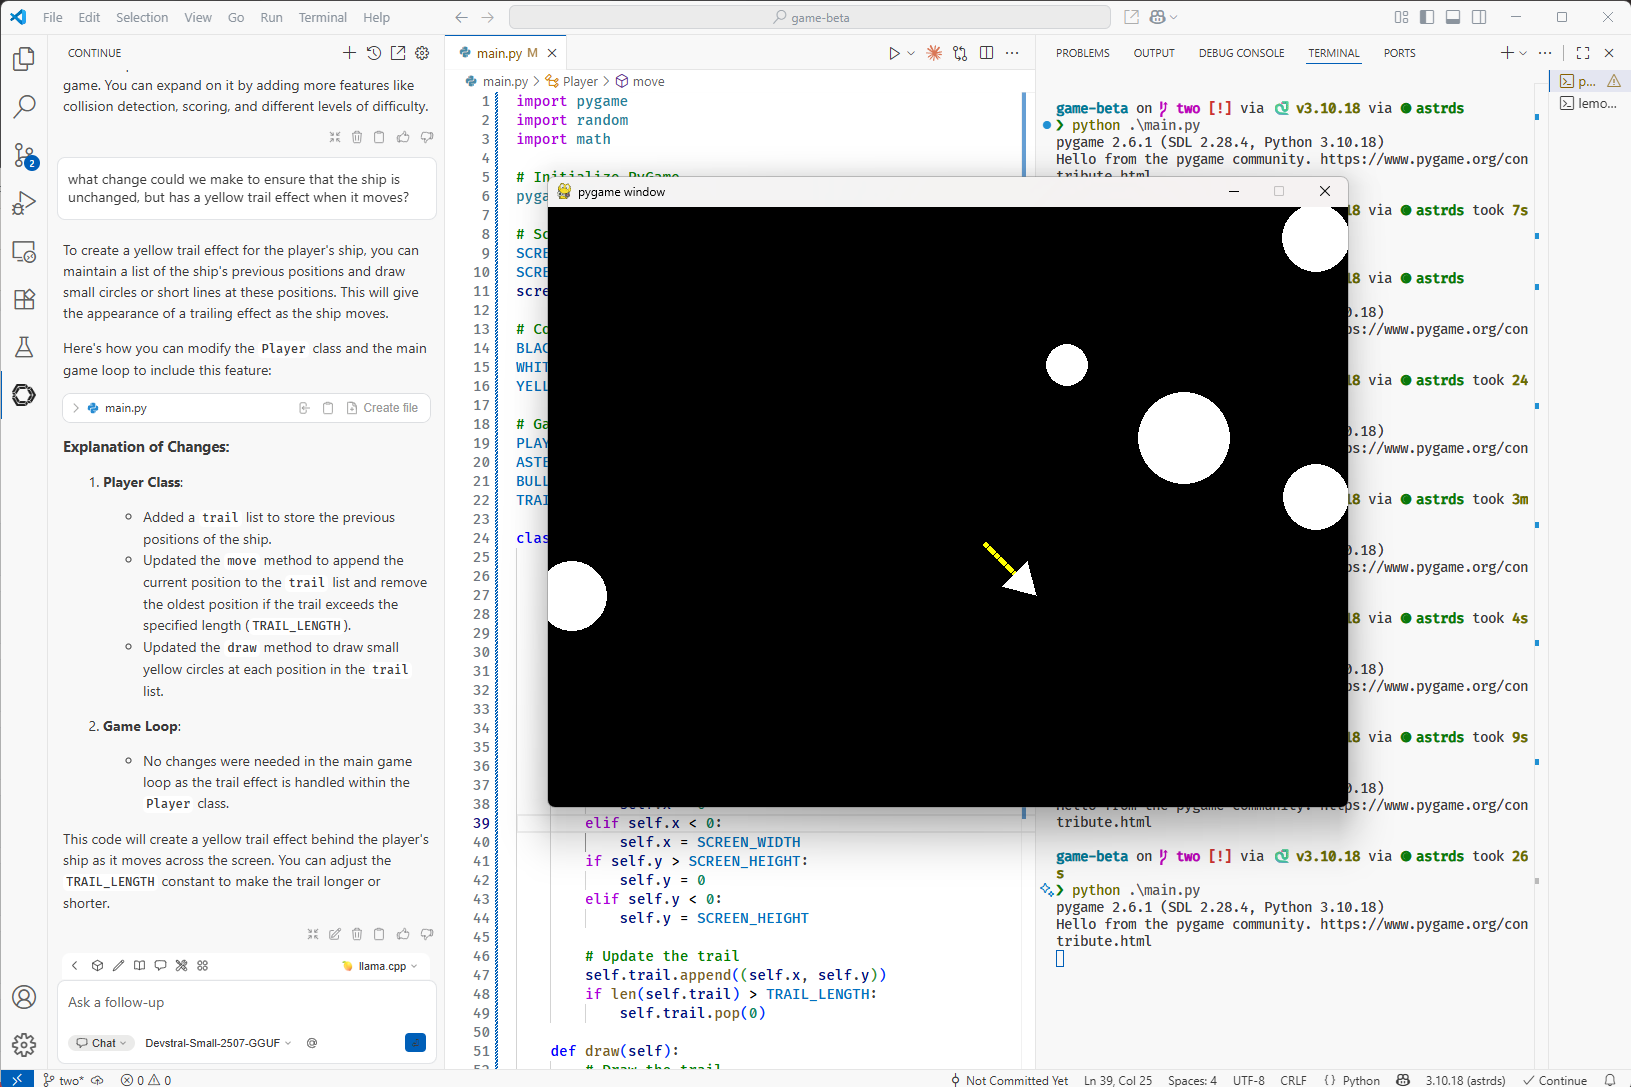 File Edit Selection View Go Run Terminal Help
game-beta
CONTINUE
game. You can expand on it by adding more features like
collision detection, scoring, and different levels of difficulty.
what change could we make to ensure that the ship is
unchanged, but has a yellow trail effect when it moves?
To create a yellow trail effect for the player's ship, you can
maintain a list of the ship's previous positions and draw
small circles or short lines at these positions. This will give
the appearance of a trailing effect as the ship moves.
Here's how you can modify the Player class and the main
game loop to include this feature:
main.py Create file
Explanation of Changes:
1. Player Class:
Added a trail list to store the previous
positions of the ship.
Updated the move method to append the
current position to the trail list and remove
the oldest position if the trail exceeds the
specified length (TRAIL_LENGTH).
Updated the draw method to draw small
yellow circles at each position in the trail
list.
2. Game Loop:
No changes were needed in the main game
loop as the trail effect is handled within the
Player class.
This code will create a yellow trail effect behind the player's
ship as it moves across the screen. You can adjust the
TRAIL_LENGTH constant to make the trail longer or
shorter.
llama.cpp
Ask a follow-up
Chat Devstral-Small-2507-GGUF @
2
main.py M
main.py > Player > move
1 import pygame
2 import random
3 import math
4
5 # Initialize PyGame
6 pyga
7
8 # Sc
9 SCRE
10 SCRE
11 scre
12
13 # Co
14 BLAC
15 WHIT
16 YELL
17
18 # Ga
19 PLAY
20 ASTE
21 BULL
22 TRAI
23
24 clas
25
26
27
28
29
30
31
32
33
34
35
36
37
38
39 elif self.x < 0:
40 self.x = SCREEN_WIDTH
41 if self.y > SCREEN_HEIGHT:
42 self.y = 0
43 elif self.y < 0:
44 self.y = SCREEN_HEIGHT
45
46 # Update the trail
47 self.trail.append((self.x, self.y))
48 if len(self.trail) > TRAIL_LENGTH:
49 self.trail.pop(0)
50
51 def draw(self):
52 # Draw the trail
pygame window
PROBLEMS OUTPUT DEBUG CONSOLE TERMINAL PORTS
p...
lemo...
game-beta on two [!] via v3.10.18 via astrds
❯ python .\main.py
pygame 2.6.1 (SDL 2.28.4, Python 3.10.18)
Hello from the pygame community. https://www.pygame.org/con
tribute.html
18 via astrds took 7s
18 via astrds
0.18)
ps://www.pygame.org/con
18 via astrds took 24
0.18)
ps://www.pygame.org/con
18 via astrds took 3m
0.18)
ps://www.pygame.org/con
18 via astrds took 4s
0.18)
ps://www.pygame.org/con
18 via astrds took 9s
0.18)
Hello from the pygame community. https://www.pygame.org/con
tribute.html
game-beta on two [!] via v3.10.18 via astrds took 26
s
❯ python .\main.py
pygame 2.6.1 (SDL 2.28.4, Python 3.10.18)
Hello from the pygame community. https://www.pygame.org/con
tribute.html
two* 0 0 Not Committed Yet Ln 39, Col 25 Spaces: 4 UTF-8 CRLF { } Python 3.10.18 (astrds) Continue